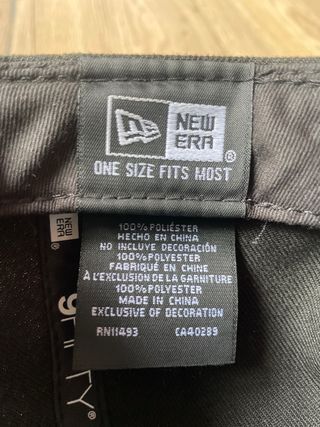 NEW
ERA®
ONE SIZE FITS MOST
100% POLIÉSTER
HECHO EN CHINA
NO INCLUYE DECORACIÓN
100% POLYESTER
FABRIQUÉ EN CHINE
À L'EXCLUSION DE LA GARNITURE
100% POLYESTER
MADE IN CHINA
EXCLUSIVE OF DECORATION
RN11493 CA40289
NEW
ERA®